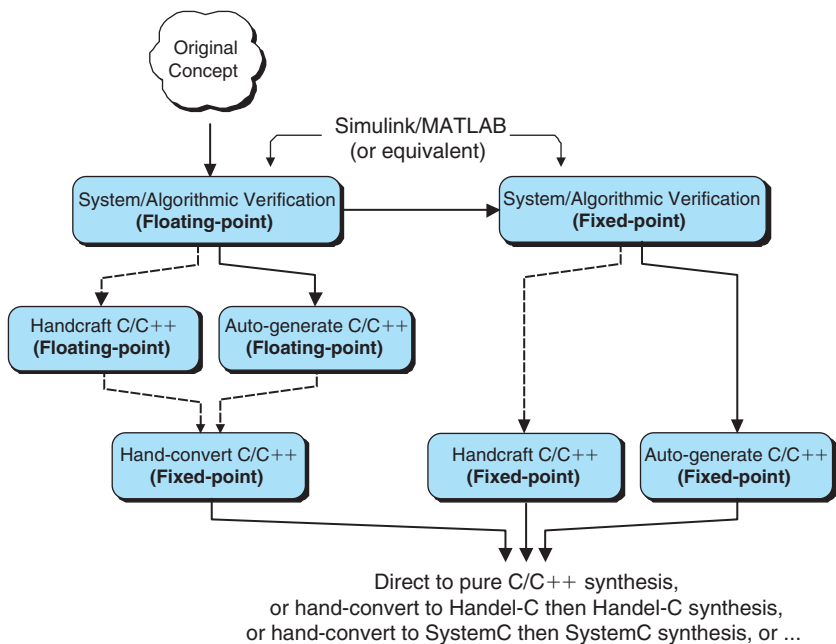 Original
Concept
Simulink/MATLAB
(or equivalent)
System/Algorithmic Verification
(Floating-point)
System/Algorithmic Verification
(Fixed-point)
Handcraft C/C++
(Floating-point)
Auto-generate C/C++
(Floating-point)
Hand-convert C/C++
(Fixed-point)
Handcraft C/C++
(Fixed-point)
Auto-generate C/C++
(Fixed-point)
Direct to pure C/C++ synthesis,
or hand-convert to Handel-C then Handel-C synthesis,
or hand-convert to SystemC then SystemC synthesis, or ...